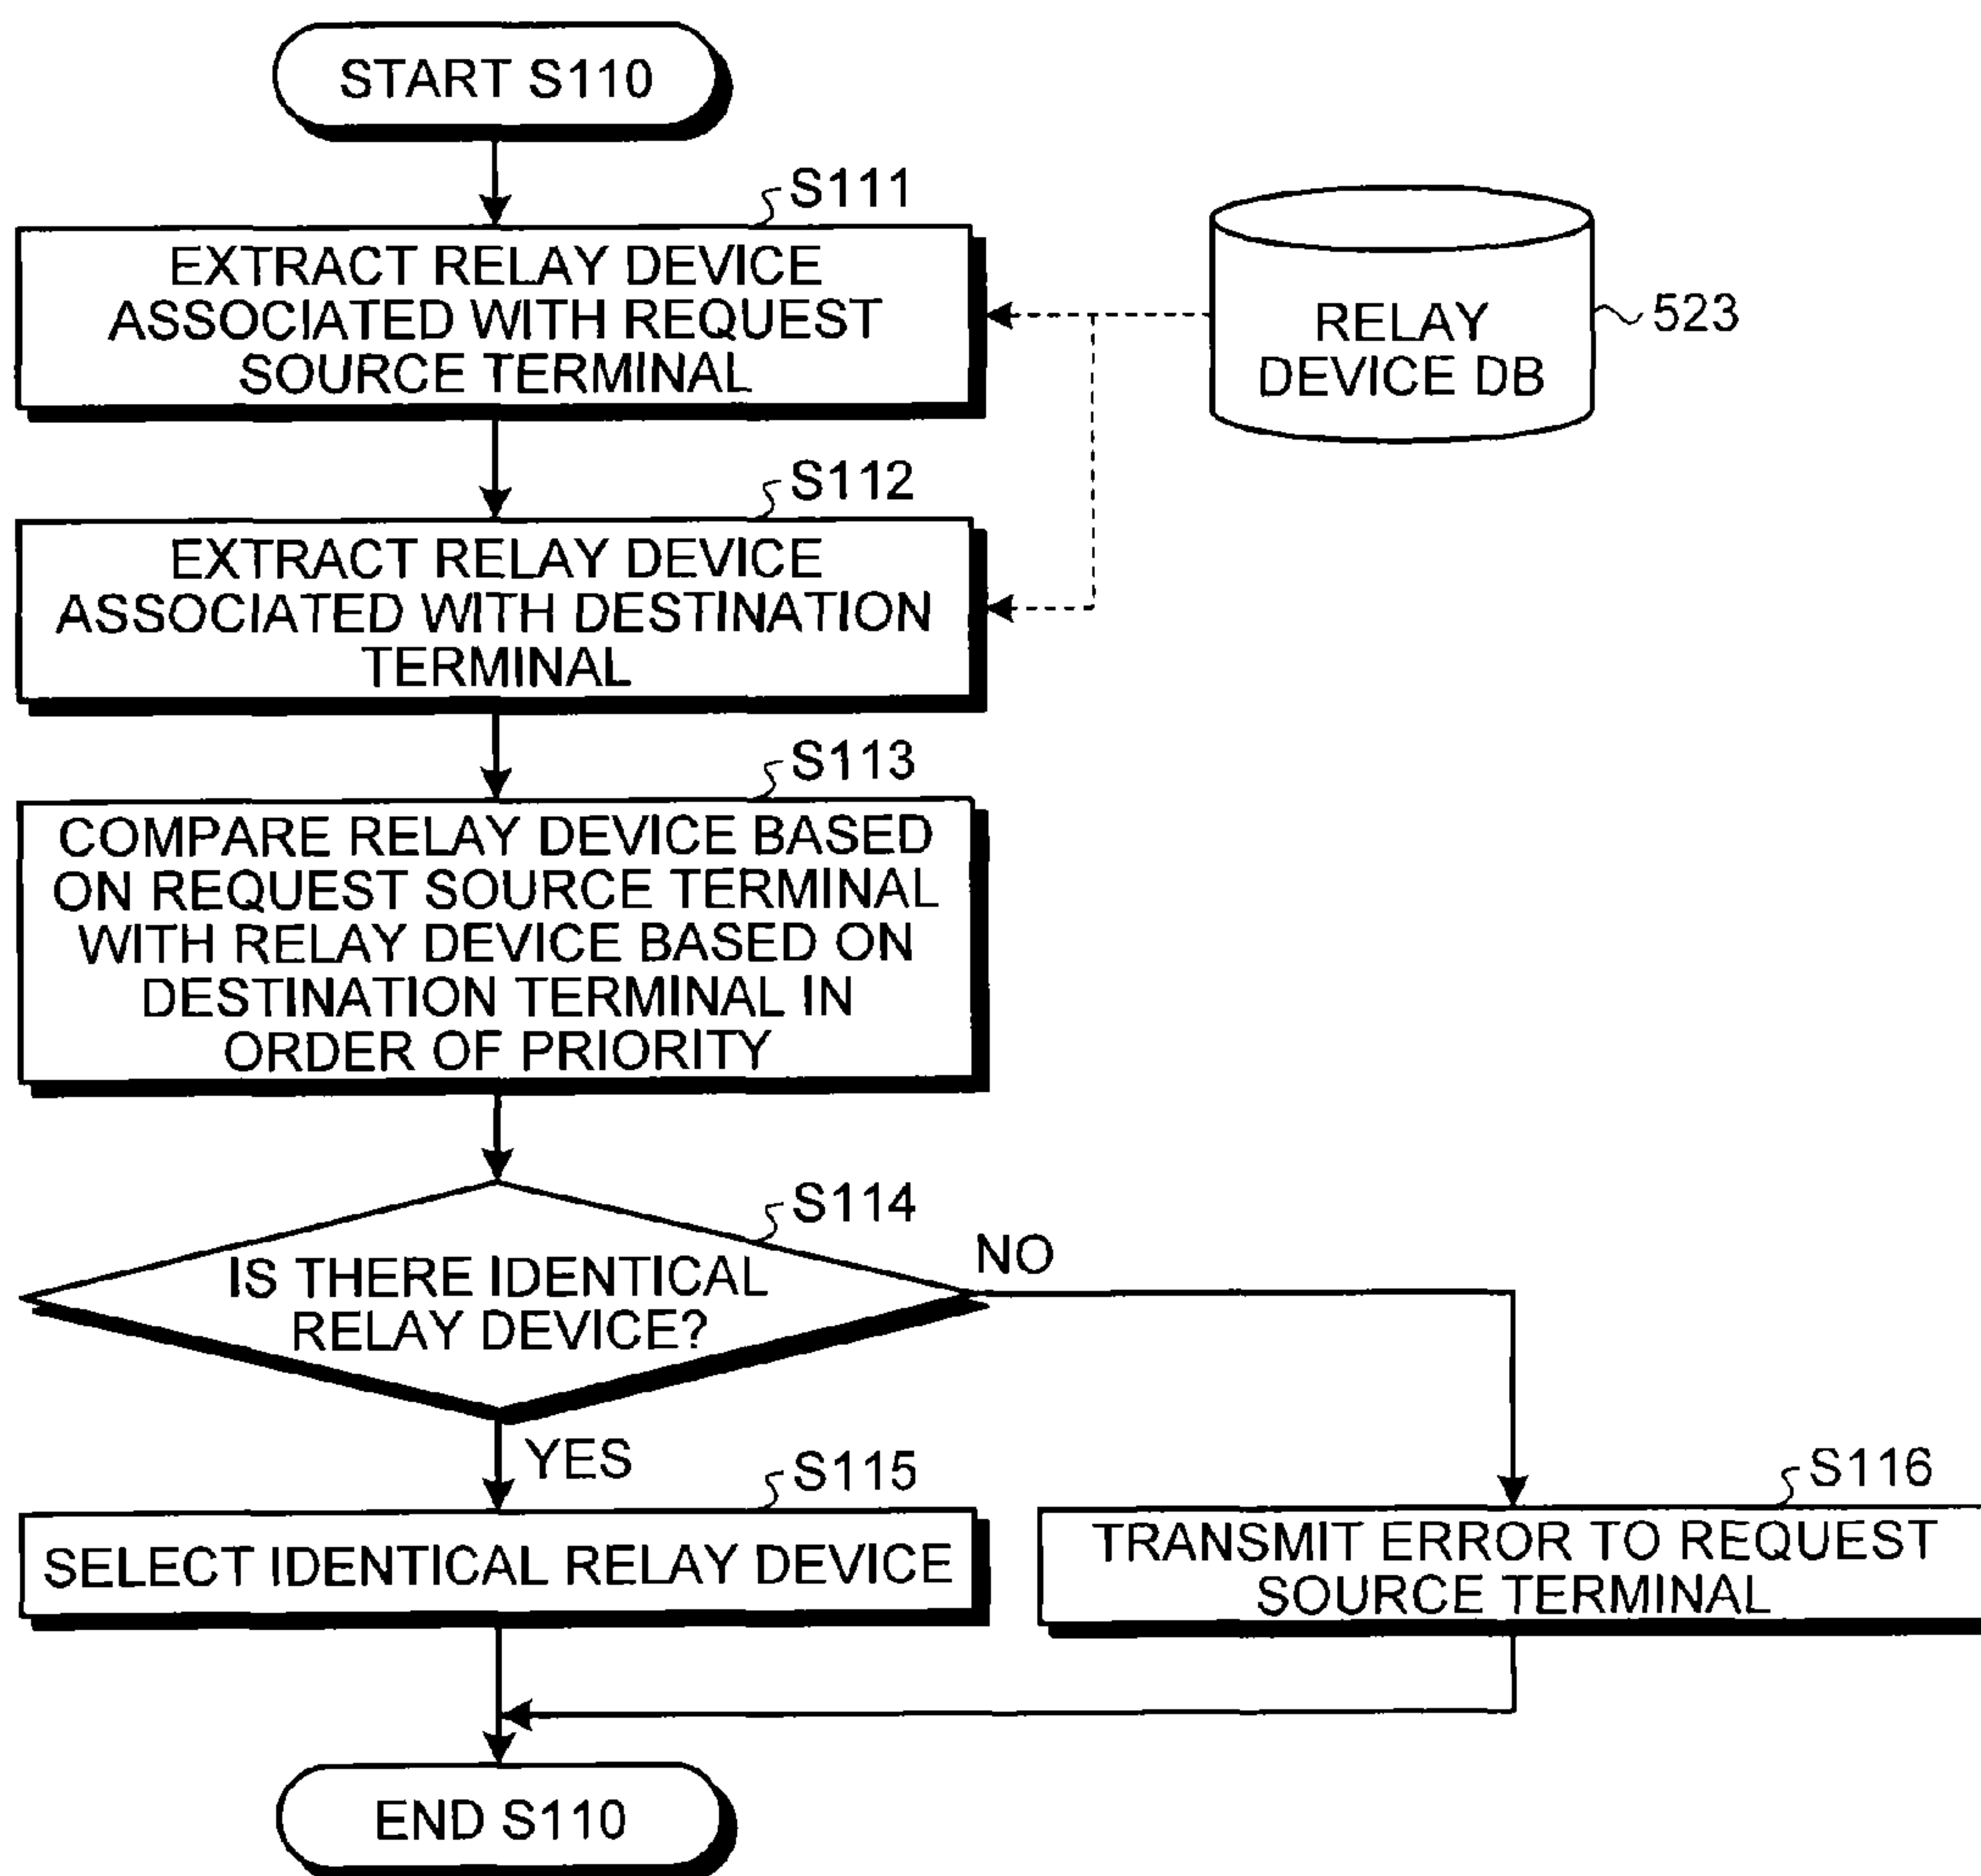 START S110
S111
EXTRACT RELAY DEVICE
ASSOCIATED WITH REQUEST
SOURCE TERMINAL
RELAY
DEVICE DB
523
S112
EXTRACT RELAY DEVICE
ASSOCIATED WITH DESTINATION
TERMINAL
S113
COMPARE RELAY DEVICE BASED
ON REQUEST SOURCE TERMINAL
WITH RELAY DEVICE BASED ON
DESTINATION TERMINAL IN
ORDER OF PRIORITY
S114
IS THERE IDENTICAL
RELAY DEVICE?
NO
YES
S115
SELECT IDENTICAL RELAY DEVICE
S116
TRANSMIT ERROR TO REQUEST
SOURCE TERMINAL
END S110